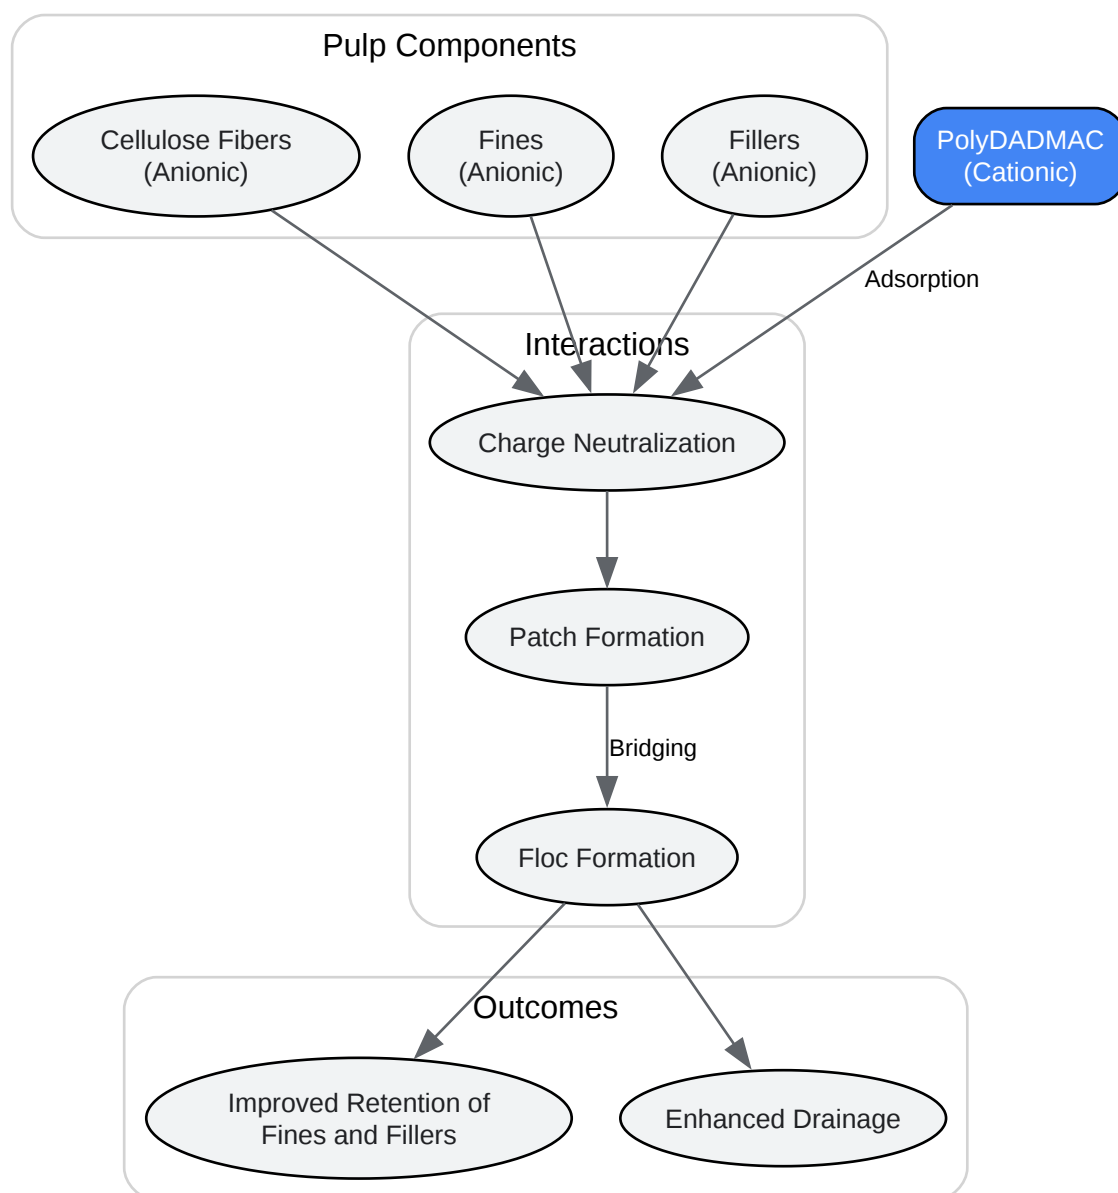 Pulp Components
Cellulose Fibers
(Anionic)
Fines
(Anionic)
Fillers
(Anionic)
PolyDADMAC
(Cationic)
Adsorption
Interactions
Charge Neutralization
Patch Formation
Bridging
Floc Formation
Outcomes
Improved Retention of
Fines and Fillers
Enhanced Drainage